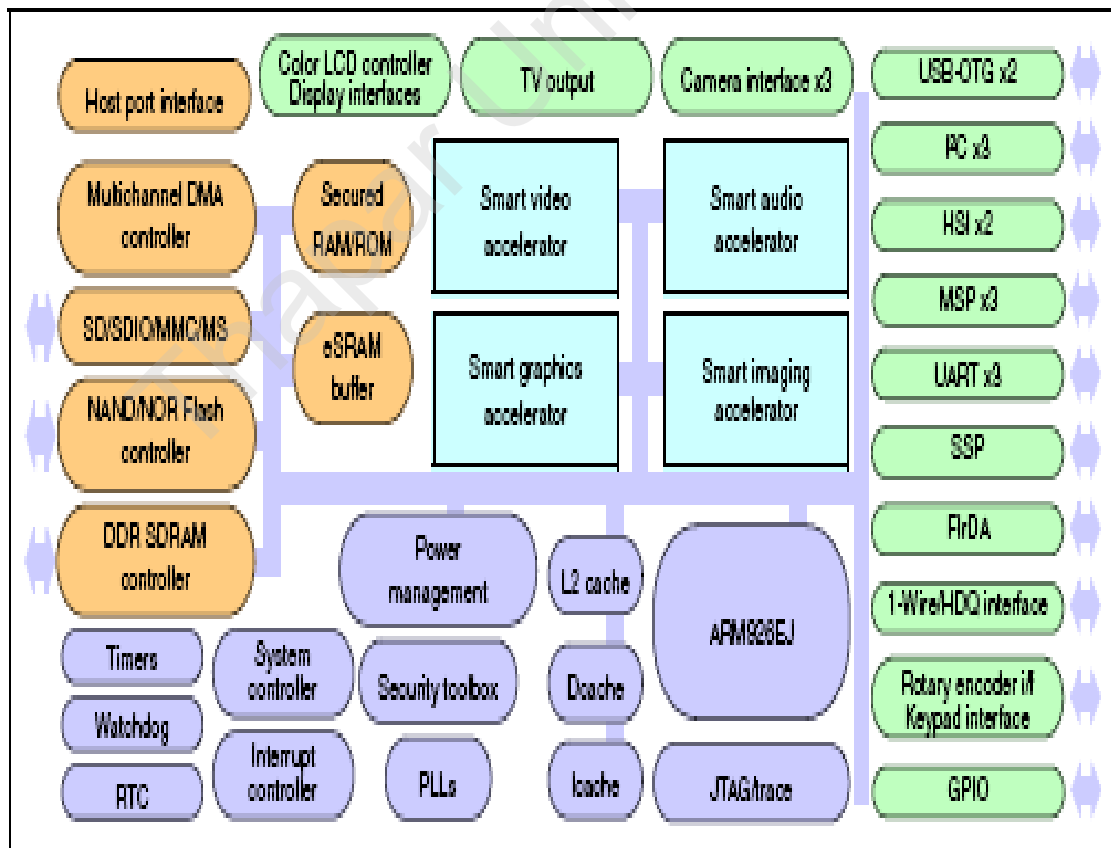 Host port interface
Color LCD controller
Display interfaces
TV output
Camera interface x3
USB-OTG x2
Multichannel DMA
controller
Secured
RAM/ROM
Smart video
accelerator
Smart audio
accelerator
I²C x3
HSI x2
SD/SDIO/MMC/MS
eSRAM
buffer
Smart graphics
accelerator
Smart imaging
accelerator
MSP x3
UART x3
NAND/NOR Flash
controller
SSP
DDR SDRAM
controller
Power
management
L2 cache
ARM926EJ
FIrDA
1-Wire/HDQ interface
Timers
System
controller
Security toolbox
Dcache
Rotary encoder i/f
Keypad interface
Watchdog
Interrupt
controller
PLLs
Icache
JTAG/trace
RTC
GPIO
Thapar Un